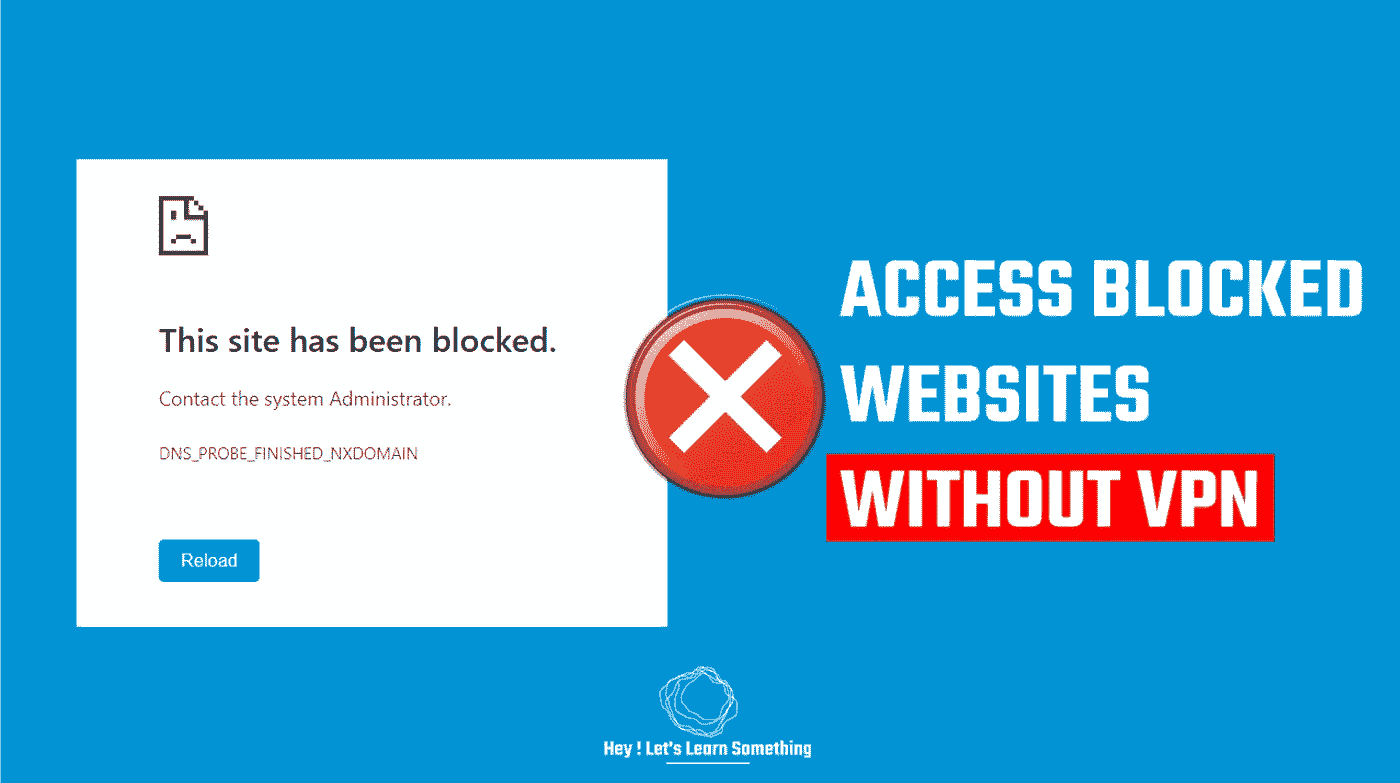 This site has been blocked.
Contact the system Administrator.
DNS_PROBE_FINISHED_NXDOMAIN
Reload
ACCESS BLOCKED
WEBSITES
WITHOUT VPN
Hey ! Let's Learn Something